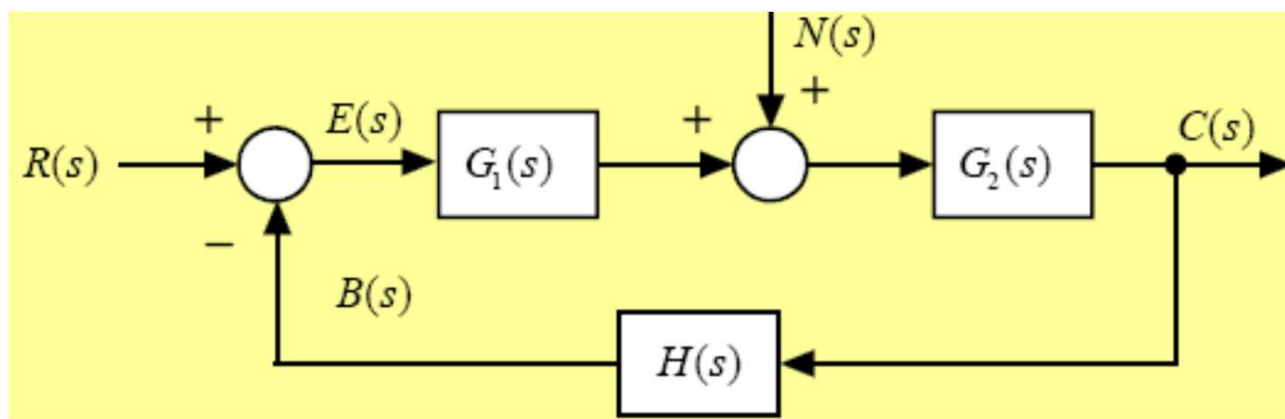 N(s)
+
+ E(s) + C(s)
R(s) G₁(s) G₂(s)
−
B(s)
H(s)